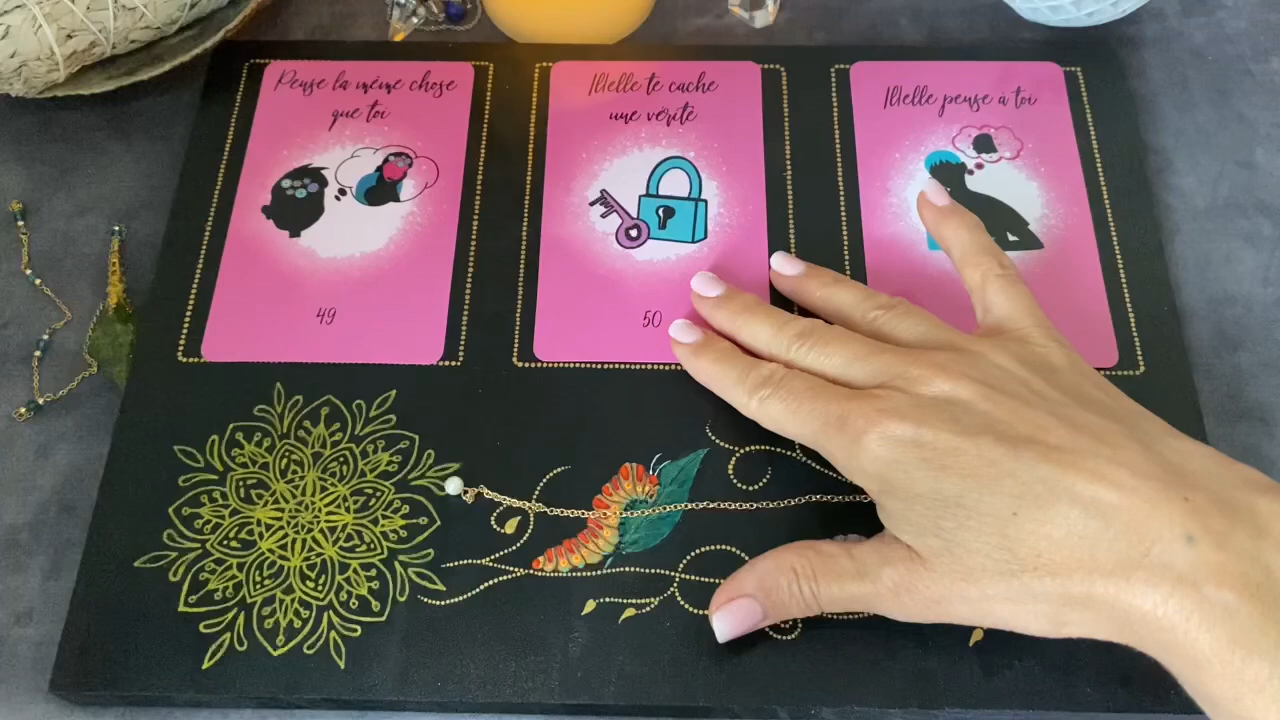 Pense la même chose
que toi
49
Il/elle te cache
une vérité
50
Il/elle pense à toi